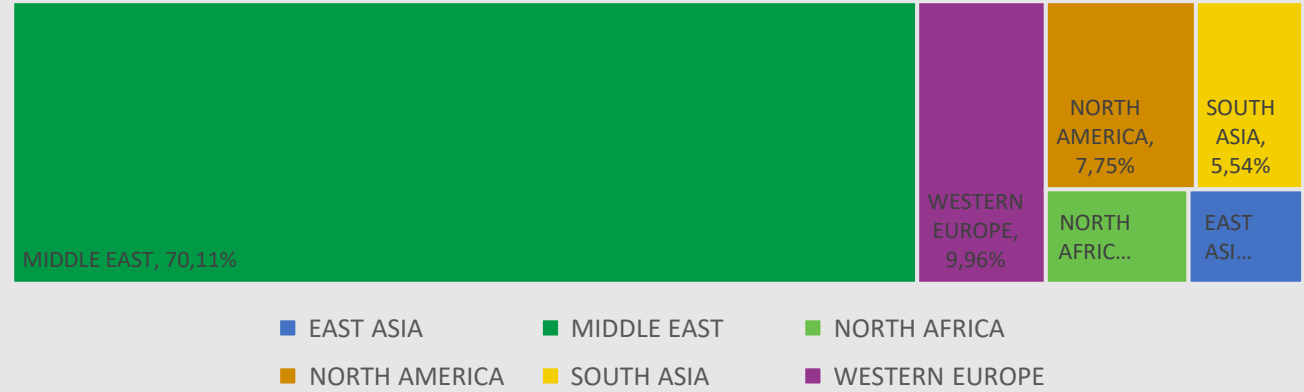 MIDDLE EAST, 70,11%
WESTERN
EUROPE,
9,96%
NORTH
AMERICA,
7,75%
SOUTH
ASIA,
5,54%
NORTH
AFRIC...
EAST
ASI...
EAST ASIA
MIDDLE EAST
NORTH AFRICA
NORTH AMERICA
SOUTH ASIA
WESTERN EUROPE